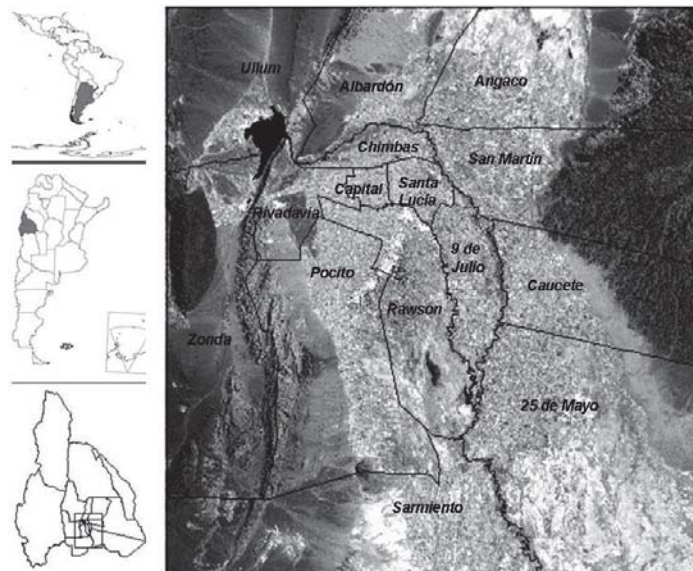 Ullum
Albardón
Angaco
Chimbas
San Martín
Capital
Santa
Lucía
Rivadavia
9 de
Julio
Pocito
Caucete
Rawson
Zonda
25 de Mayo
Sarmiento